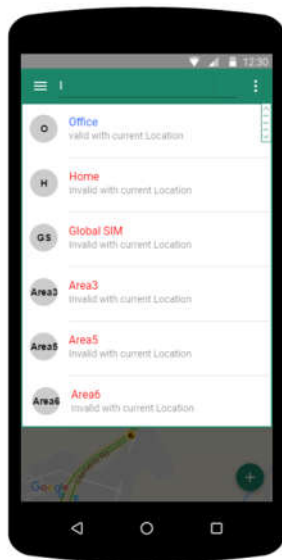 12:30
I
O
Office
valid with current Location
H
Home
Invalid with current Location
GS
Global SIM
Invalid with current Location
Area3
Area3
Invalid with current Location
Area5
Area5
Invalid with current Location
Area6
Area6
Invalid with current Location
Google